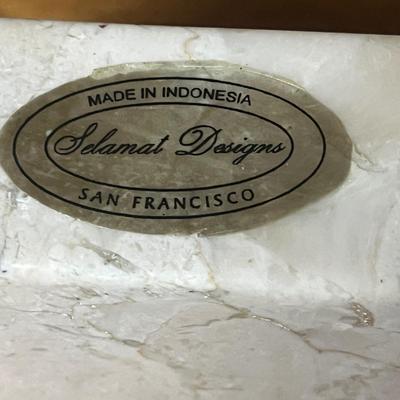 MADE IN INDONESIA
Selamat Designs
SAN FRANCISCO